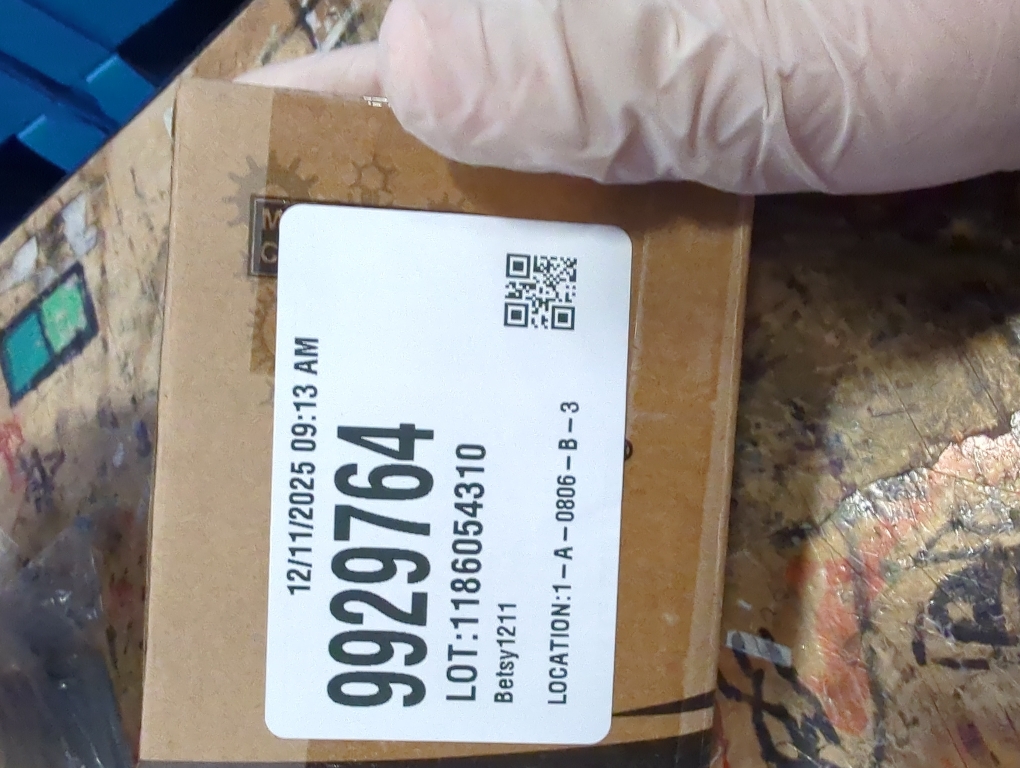 12/11/2025 09:13 AM
9929764
LOT:1186054310
Betsy1211
LOCATION:1-A-0806-B-3